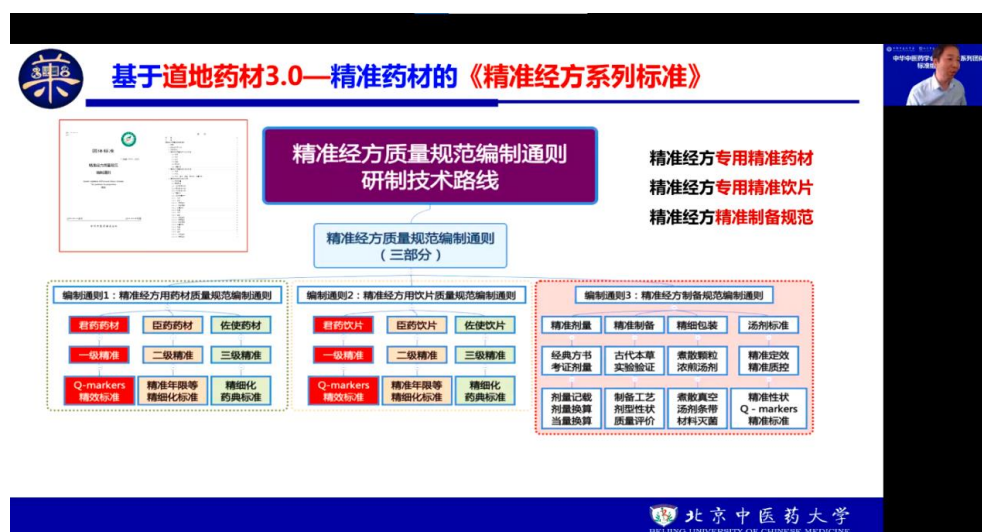 基于道地药材3.0—精准药材的《精准经方系列标准》
精准经方质量规范编制通则
研制技术路线
精准经方专用精准药材
精准经方专用精准饮片
精准经方精准制备规范
精准经方质量规范编制通则
（三部分）
编制通则1：精准经方用药材质量规范编制通则
君药药材 臣药药材 佐使药材
一级精准 二级精准 三级精准
Q-markers 精准年限等 精细化
精效标准 精细化标准 药典标准
编制通则2：精准经方用饮片质量规范编制通则
君药饮片 臣药饮片 佐使饮片
一级精准 二级精准 三级精准
Q-markers 精准年限等 精细化
精效标准 精细化标准 药典标准
编制通则3：精准经方制备规范编制通则
精准剂量 精准制备 精细包装 汤剂标准
经典方书 古代本草 煮散颗粒 精准定效
考证剂量 实验验证 浓煎汤剂 精准质控
剂量记载 制备工艺 煮散真空 精准性状
剂量换算 剂型性状 汤剂条带 Q - markers
当量换算 质量评价 材料灭菌 精准标准
北京中医药大学
BEIJING UNIVERSITY OF CHINESE MEDICINE